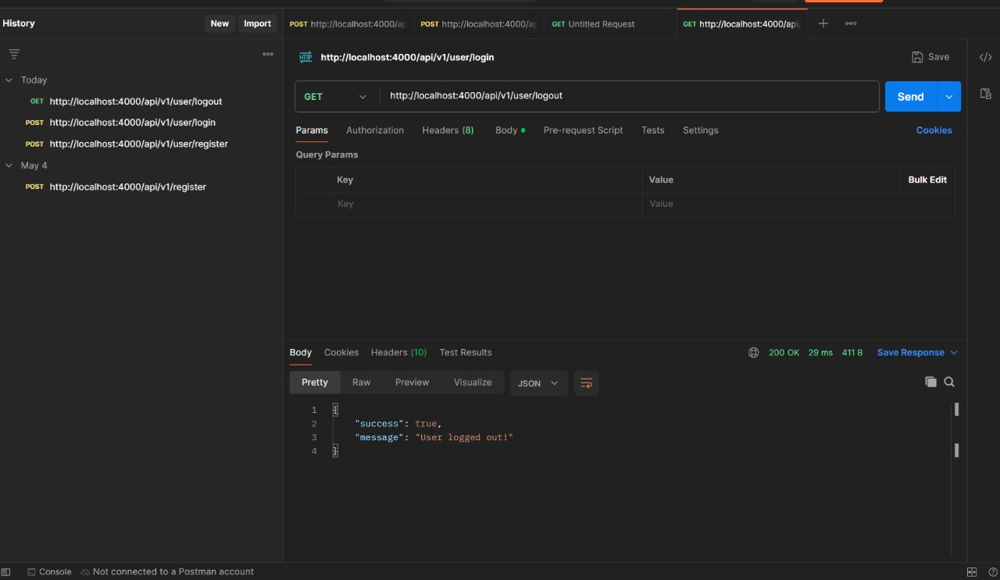 History
New
Import
POST http://localhost:4000/ap
POST http://localhost:4000/ap
GET Untitled Request
GET http://localhost:4000/api/
HTTP http://localhost:4000/api/v1/user/login
Save
Today
GET http://localhost:4000/api/v1/user/logout
POST http://localhost:4000/api/v1/user/login
POST http://localhost:4000/api/v1/user/register
May 4
POST http://localhost:4000/api/v1/register
GET
http://localhost:4000/api/v1/user/logout
Send
Params Authorization Headers (8) Body Pre-request Script Tests Settings Cookies
Query Params
Key Value Bulk Edit
Key Value
Body Cookies Headers (10) Test Results 200 OK 29 ms 411 B Save Response
Pretty Raw Preview Visualize JSON
1 {
2 "success": true,
3 "message": "User logged out!"
4 }
Console Not connected to a Postman account